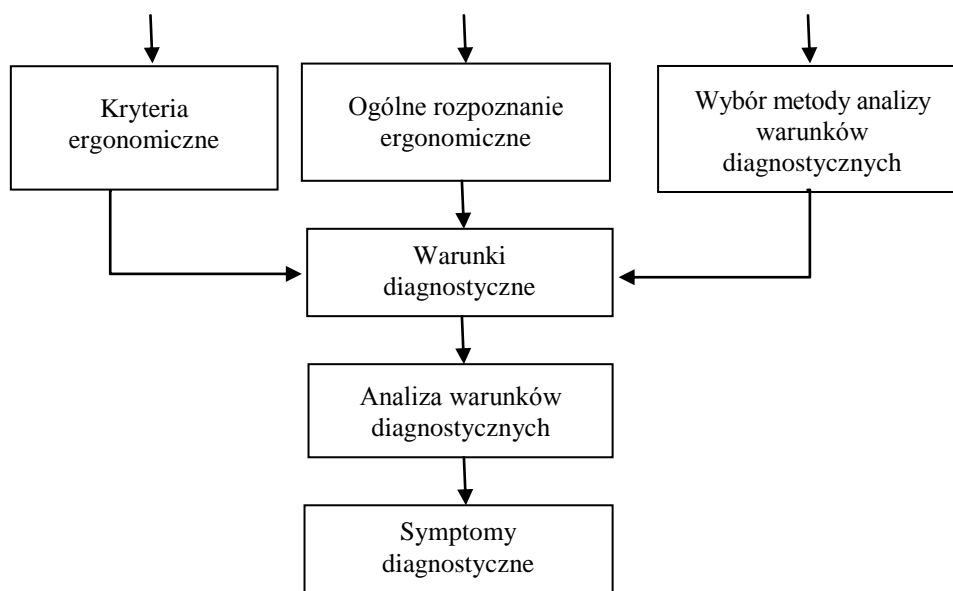 Kryteria
ergonomiczne
Ogólne rozpoznanie
ergonomiczne
Wybór metody analizy
warunków
diagnostycznych
Warunki
diagnostyczne
Analiza warunków
diagnostycznych
Symptomy
diagnostyczne